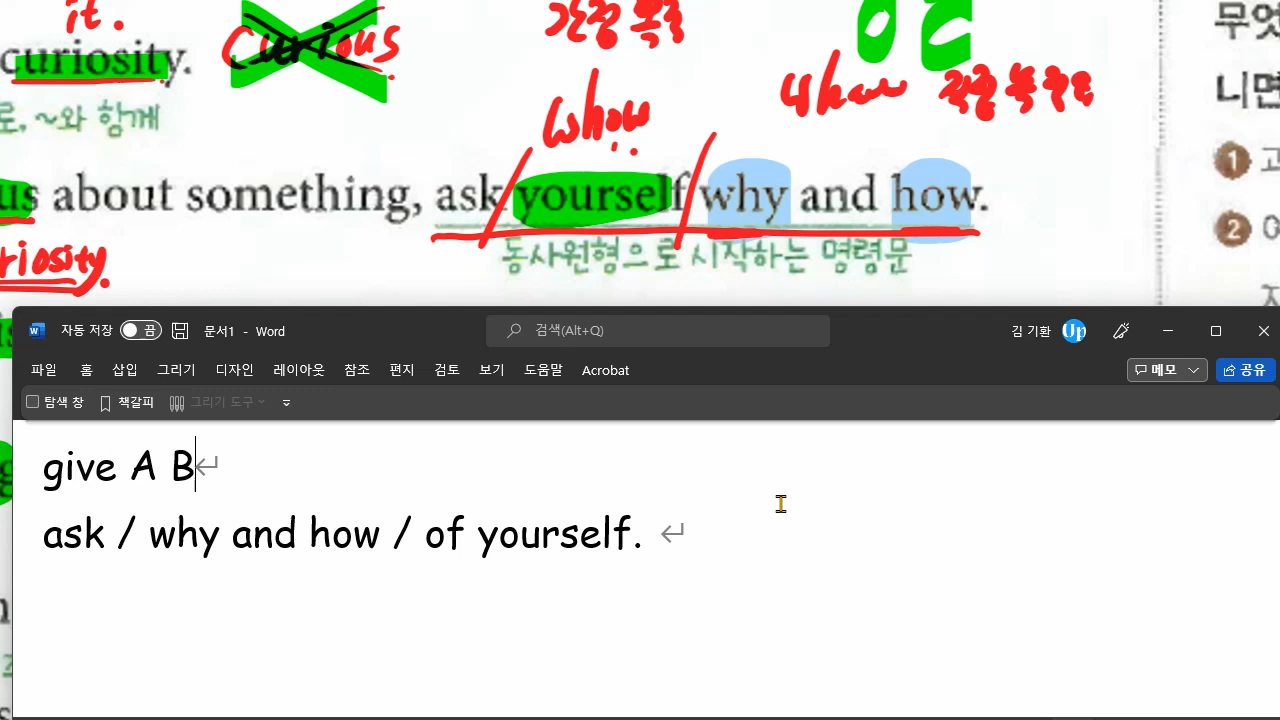 it.
curiosity.
curious
간접 목적
무엇
로, ~와 함께
whom
what 직접 목적어
니면
1 고
us about something, ask yourself why and how.
2
riosity.
동사원형으로 시작하는 명령문
자동 저장 끔 문서1 - Word 검색(Alt+Q) 김 기환 Up
파일 홈 삽입 그리기 디자인 레이아웃 참조 편지 검토 보기 도움말 Acrobat 메모 공유
탐색 창 책갈피 그리기 도구
give A B
ask / why and how / of yourself.